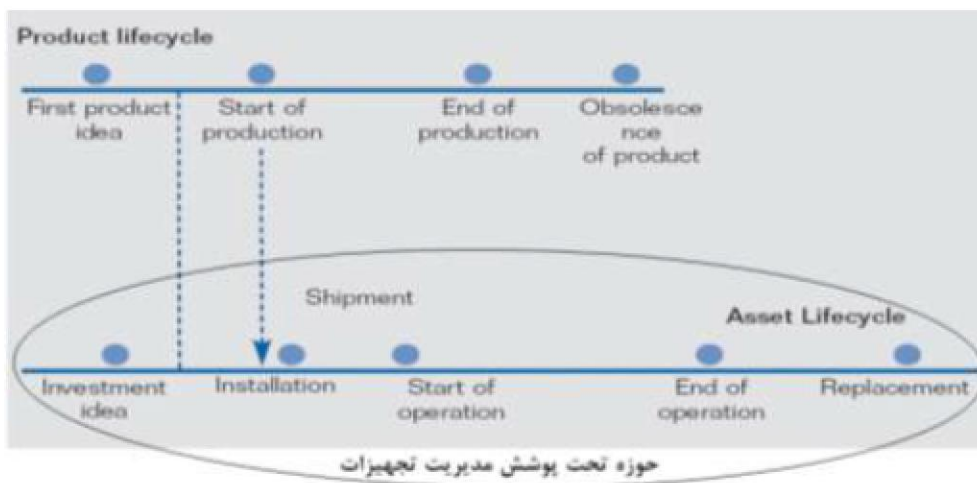 Product lifecycle
First product
idea
Start of
production
End of
production
Obsolesce
nce
of product
Shipment
Asset Lifecycle
Investment
idea
Installation
Start of
operation
End of
operation
Replacement
حوزه تحت پوشش مدیریت تجهیزات